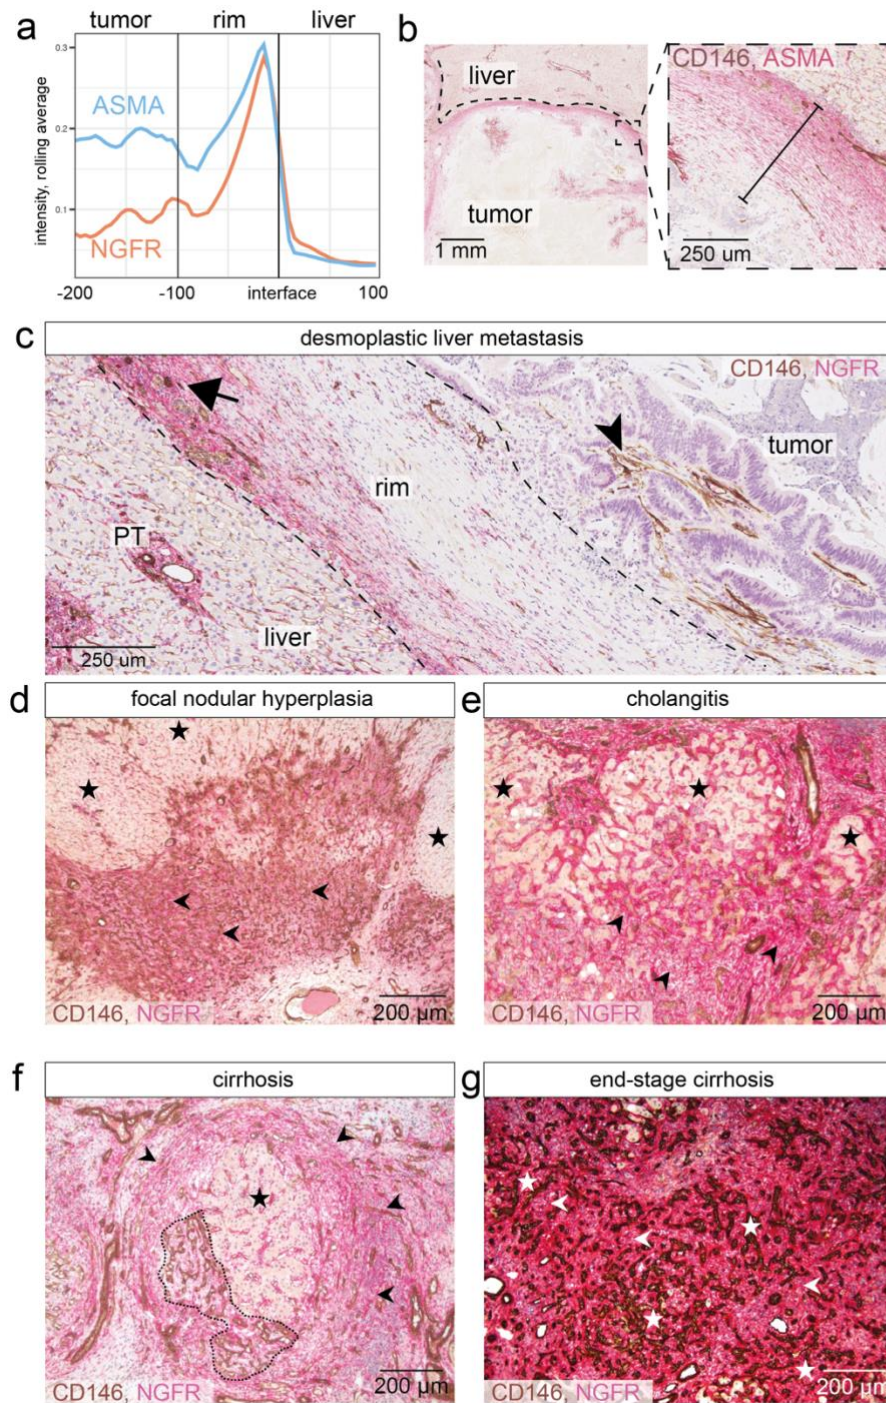 a
tumor
rim
liver
intensity, rolling average
0.3
0.2
0.1
ASMA
NGFR
-200
-100
interface
100
b
liver
tumor
1 mm
CD146, ASMA
250 um
c
desmoplastic liver metastasis
CD146, NGFR
tumor
rim
PT
liver
250 um
d
focal nodular hyperplasia
CD146, NGFR
200 µm
e
cholangitis
CD146, NGFR
200 µm
f
cirrhosis
CD146, NGFR
200 µm
g
end-stage cirrhosis
CD146, NGFR
200 µm